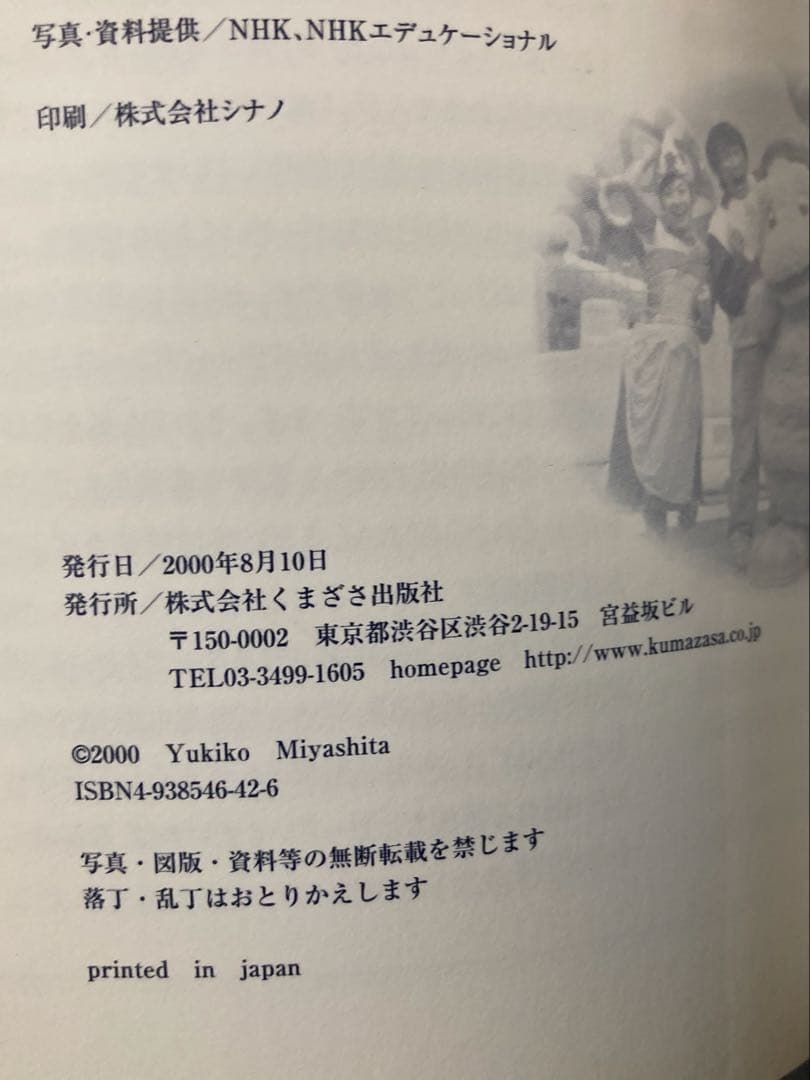 写真・資料提供／NHK、NHKエデュケーショナル
印刷／株式会社シナノ
発行日／2000年8月10日
発行所／株式会社くまざさ出版社
〒150-0002　東京都渋谷区渋谷2-19-15　宮益坂ビル
TEL03-3499-1605　homepage　http://www.kumazasa.co.jp
©2000　Yukiko　Miyashita
ISBN4-938546-42-6
写真・図版・資料等の無断転載を禁じます
落丁・乱丁はおとりかえします
printed　in　japan